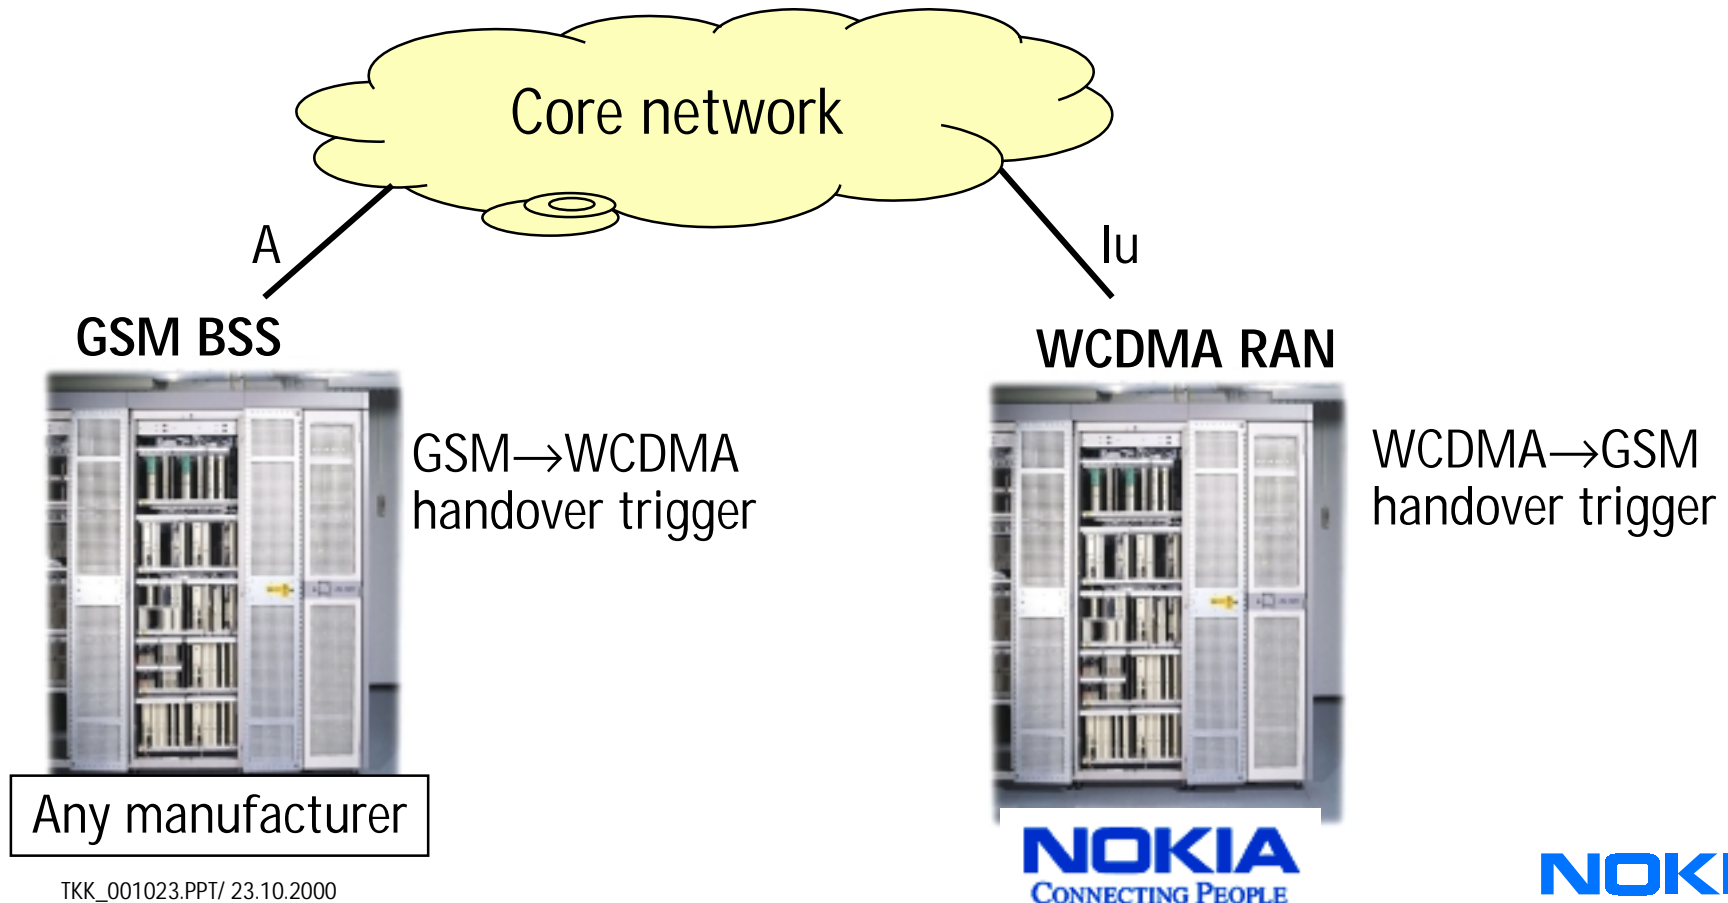 Core network
A
Iu
GSM BSS
WCDMA RAN
GSM→WCDMA
handover trigger
WCDMA→GSM
handover trigger
Any manufacturer
NOKIA
CONNECTING PEOPLE
TKK_001023.PPT/ 23.10.2000
NOKI